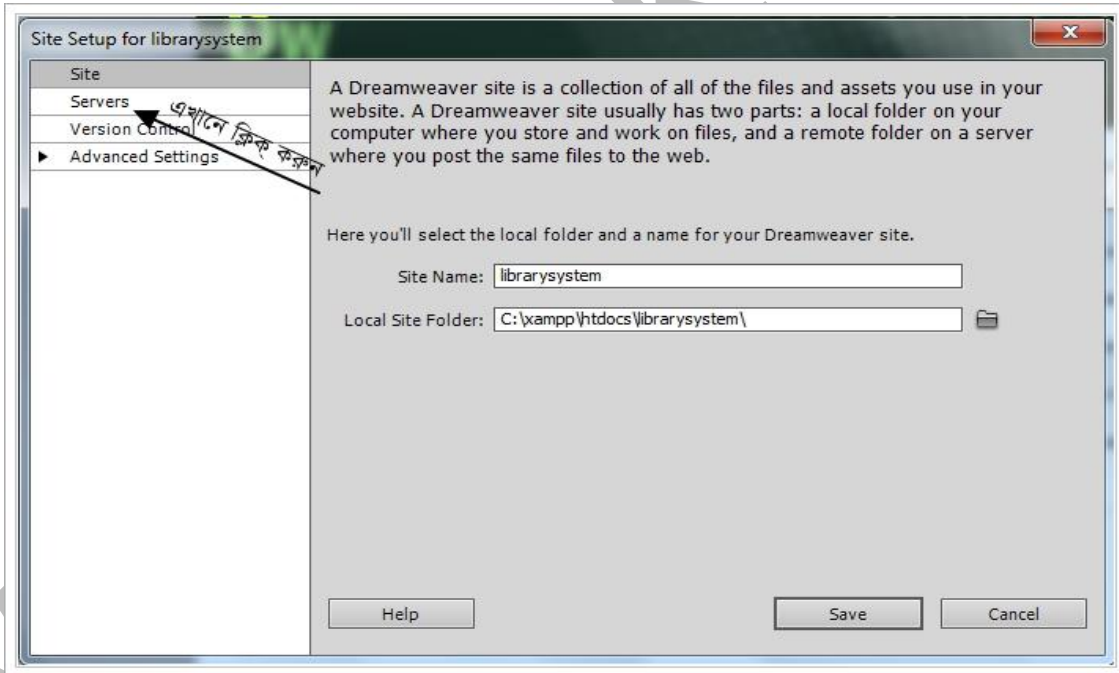 Site Setup for librarysystem
Site
Servers
Version Control
Advanced Settings
এখানে ক্লিক্ করুন
A Dreamweaver site is a collection of all of the files and assets you use in your
website. A Dreamweaver site usually has two parts: a local folder on your
computer where you store and work on files, and a remote folder on a server
where you post the same files to the web.
Here you'll select the local folder and a name for your Dreamweaver site.
Site Name: librarysystem
Local Site Folder: C:\xampp\htdocs\librarysystem\
Help Save Cancel